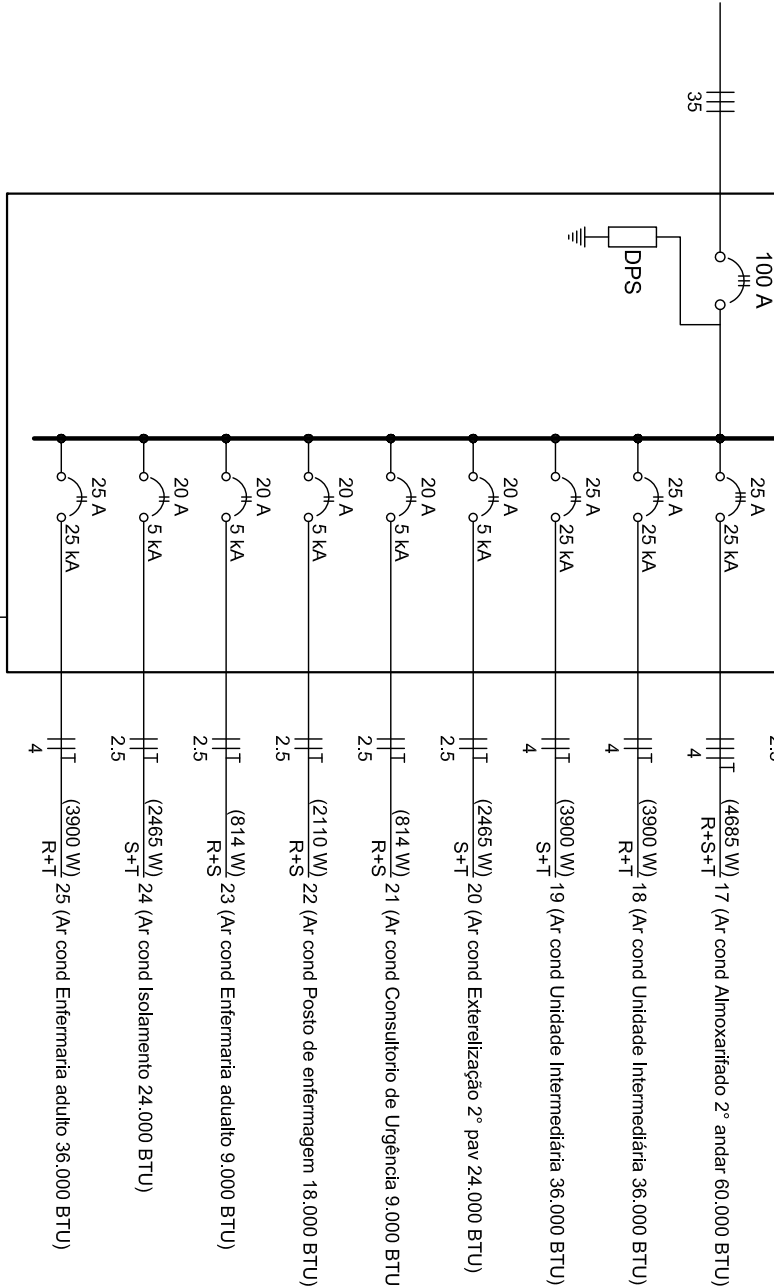 35
100 A
DPS
2.5
25 A
25 kA
4
T
(4685 W)
R+S+T
17 (Ar cond Almoxarifado 2° andar 60.000 BTU)
25 A
25 kA
4
T
(3900 W)
R+T
18 (Ar cond Unidade Intermediária 36.000 BTU)
25 A
25 kA
4
T
(3900 W)
S+T
19 (Ar cond Unidade Intermediária 36.000 BTU)
20 A
5 kA
2.5
T
(2465 W)
S+T
20 (Ar cond Exterelização 2° pav 24.000 BTU)
20 A
5 kA
2.5
T
(814 W)
R+S
21 (Ar cond Consultorio de Urgência 9.000 BTU
20 A
5 kA
2.5
T
(2110 W)
R+S
22 (Ar cond Posto de enfermagem 18.000 BTU)
20 A
5 kA
2.5
T
(814 W)
R+S
23 (Ar cond Enfermaria adualto 9.000 BTU)
20 A
5 kA
2.5
T
(2465 W)
S+T
24 (Ar cond Isolamento 24.000 BTU)
25 A
25 kA
4
T
(3900 W)
R+T
25 (Ar cond Enfermaria adulto 36.000 BTU)